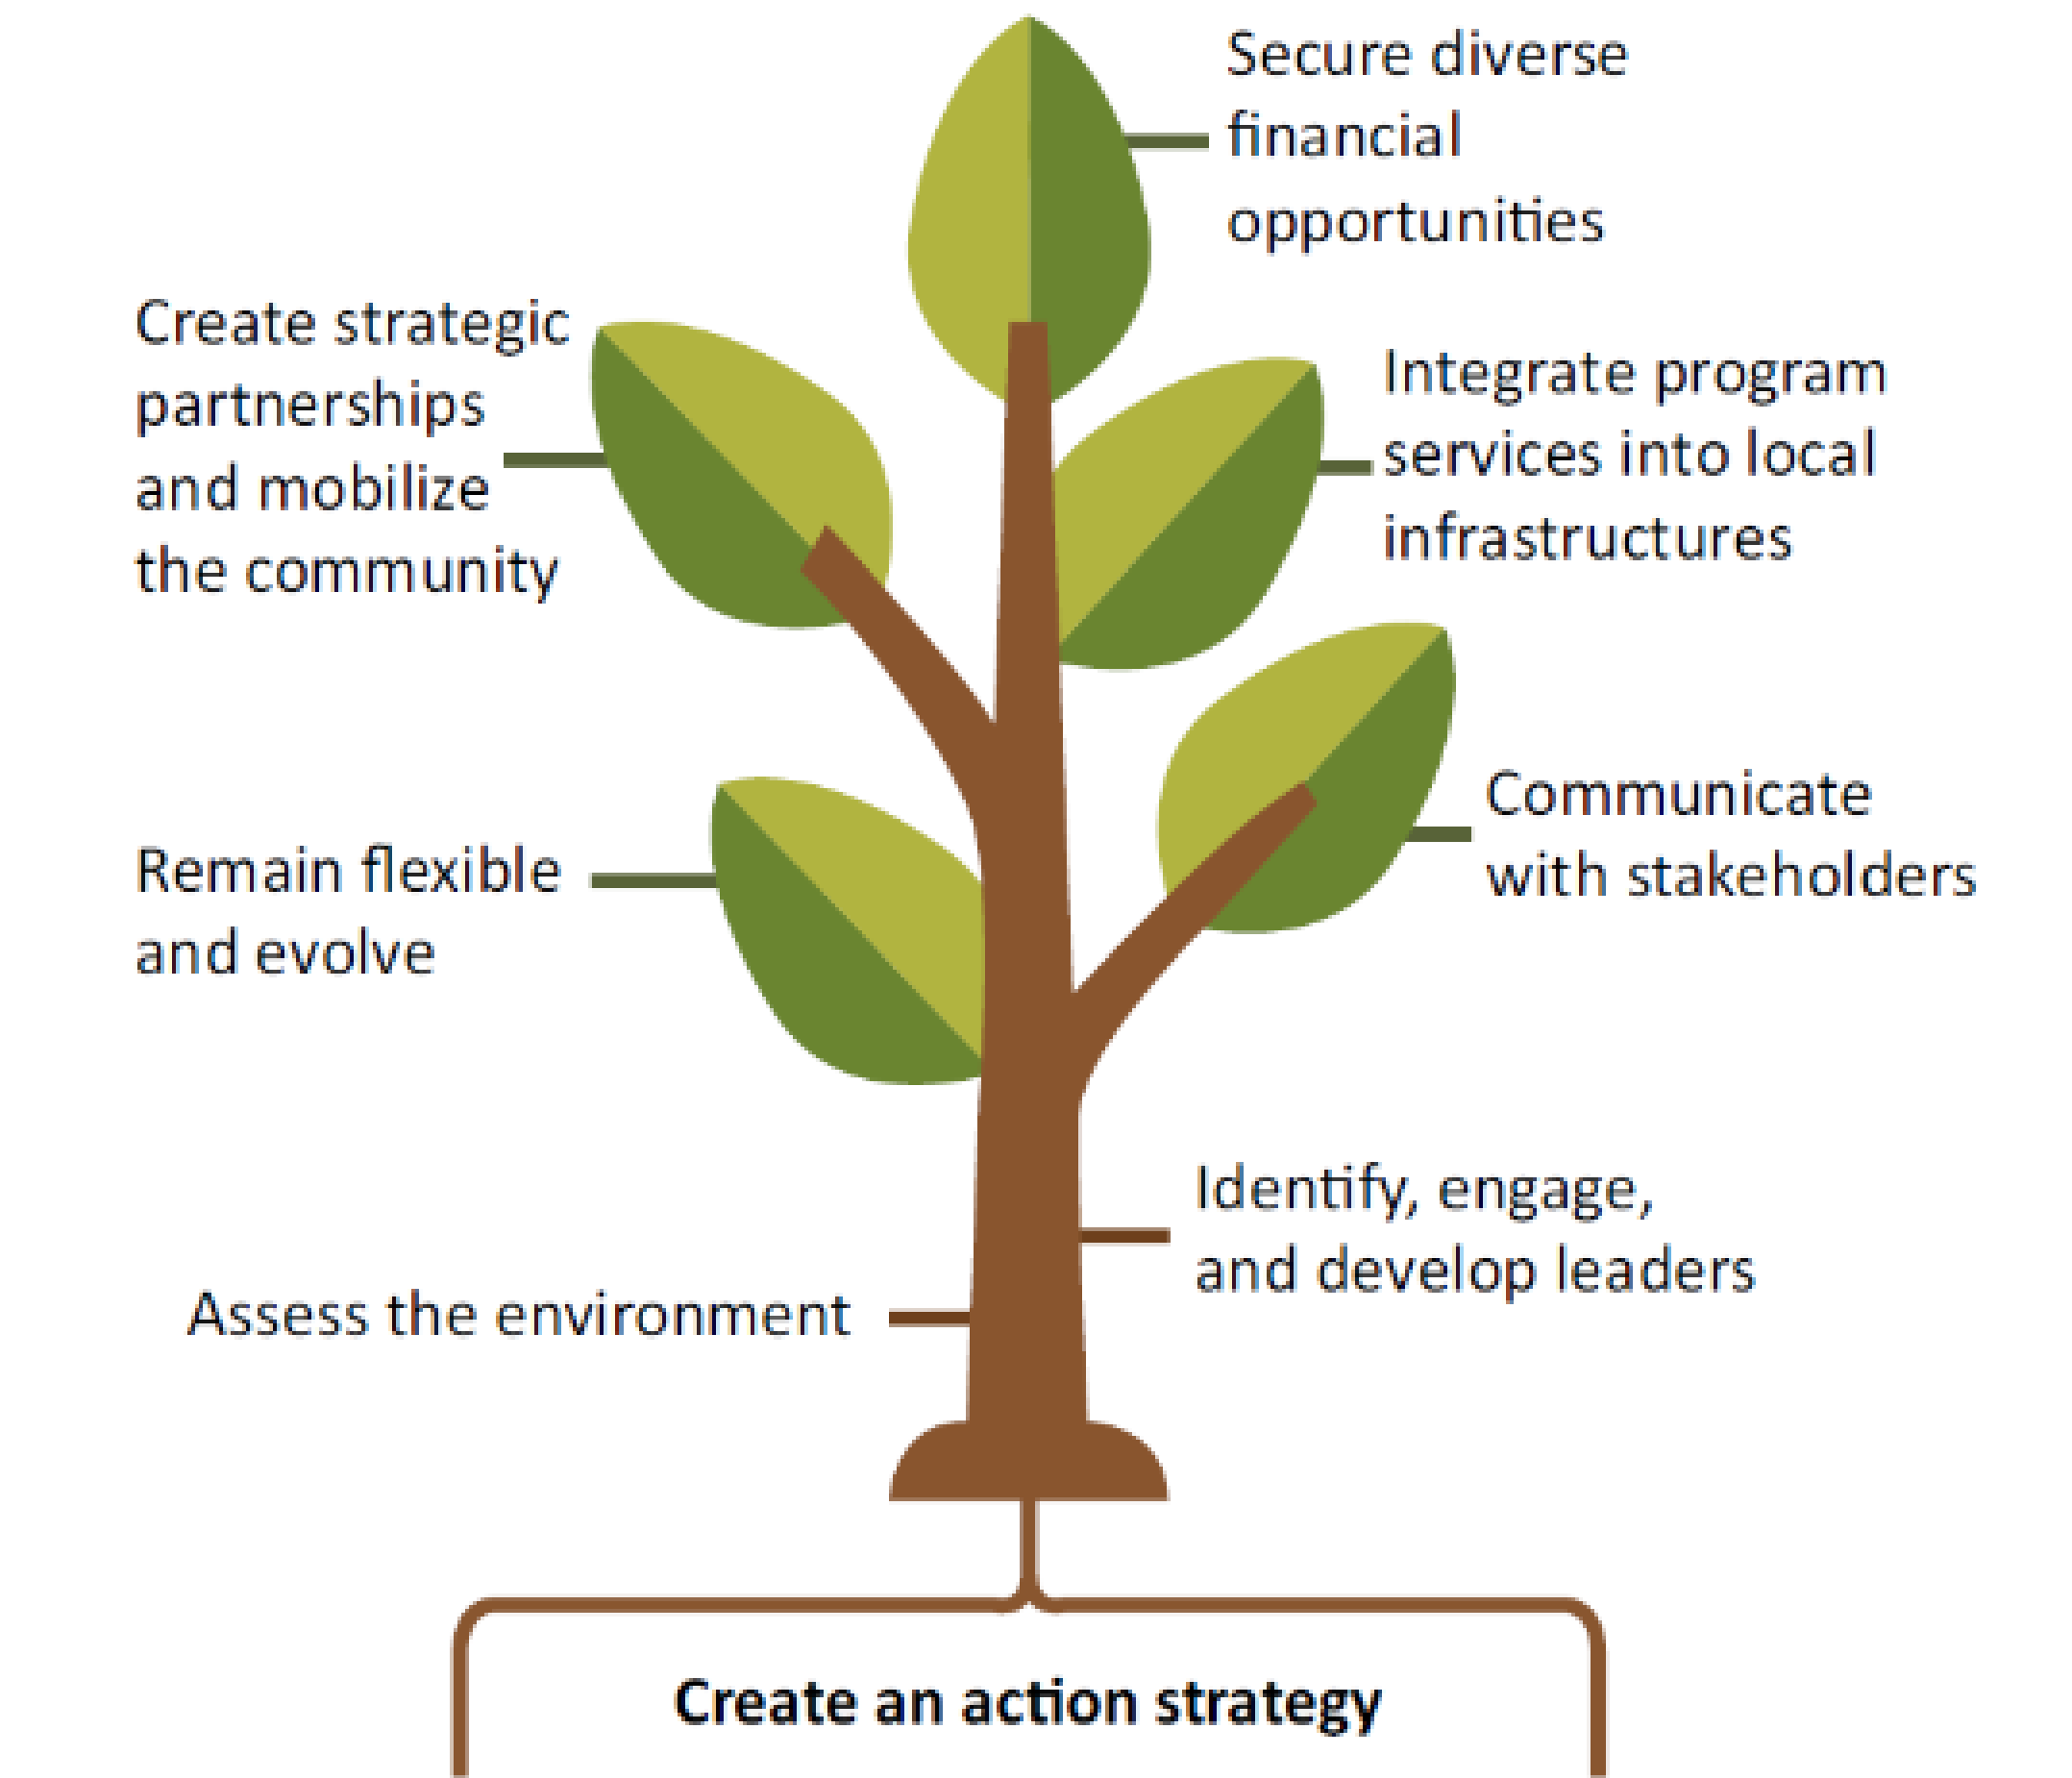 Secure diverse
financial
opportunities
Create strategic
partnerships
and mobilize
the community
Integrate program
services into local
infrastructures
Communicate
with stakeholders
Remain flexible
and evolve
Identify, engage,
and develop leaders
Assess the environment
Create an action strategy